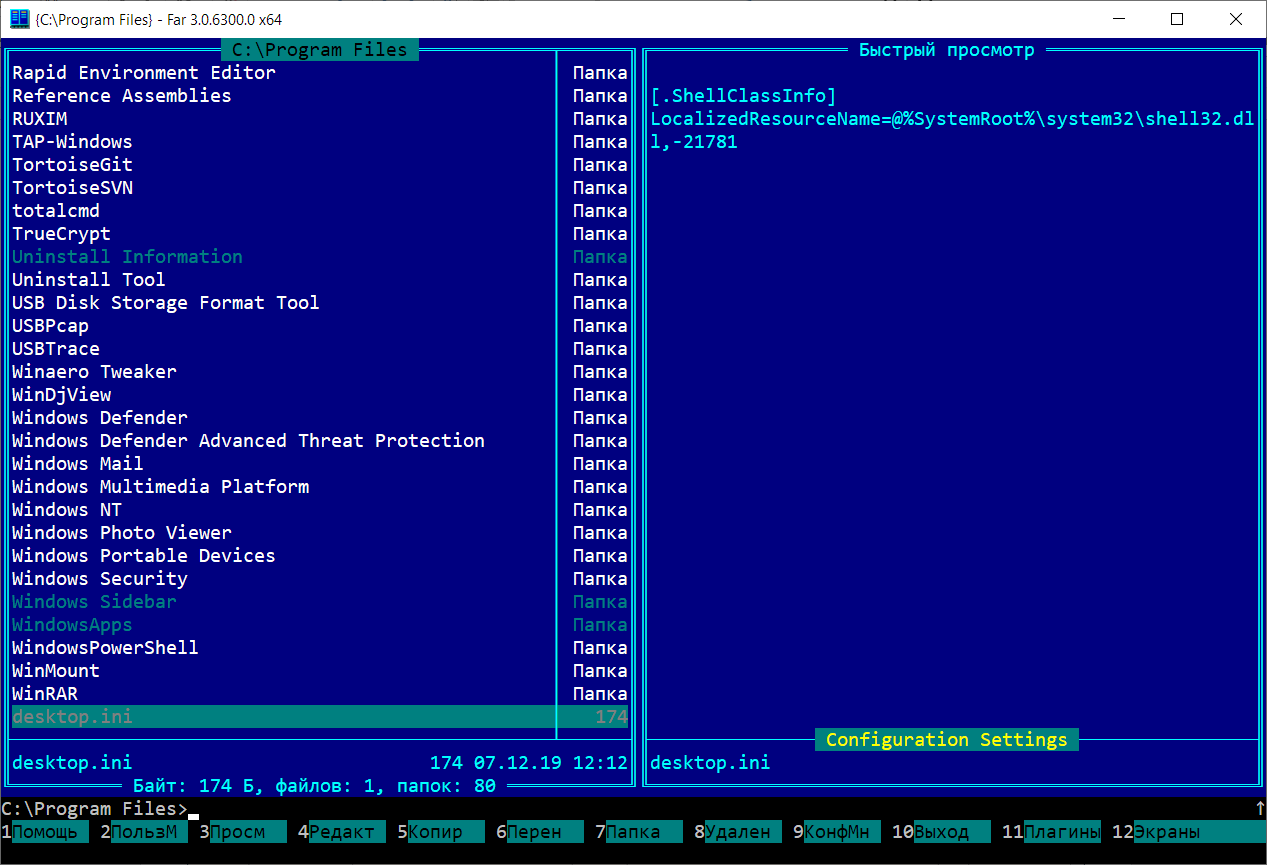 {C:\Program Files} - Far 3.0.6300.0 x64
C:\Program Files
Rapid Environment Editor Папка
Reference Assemblies Папка
RUXIM Папка
TAP-Windows Папка
TortoiseGit Папка
TortoiseSVN Папка
totalcmd Папка
TrueCrypt Папка
Uninstall Information Папка
Uninstall Tool Папка
USB Disk Storage Format Tool Папка
USBPcap Папка
USBTrace Папка
Winaero Tweaker Папка
WinDjView Папка
Windows Defender Папка
Windows Defender Advanced Threat Protection Папка
Windows Mail Папка
Windows Multimedia Platform Папка
Windows NT Папка
Windows Photo Viewer Папка
Windows Portable Devices Папка
Windows Security Папка
Windows Sidebar Папка
WindowsApps Папка
WindowsPowerShell Папка
WinMount Папка
WinRAR Папка
desktop.ini 174
desktop.ini 174 07.12.19 12:12
Байт: 174 Б, файлов: 1, папок: 80
Быстрый просмотр
[.ShellClassInfo]
LocalizedResourceName=@%SystemRoot%\system32\shell32.dl
l,-21781
Configuration Settings
desktop.ini
C:\Program Files> ↑
1Помощь 2ПользМ 3Просм 4Редакт 5Копир 6Перен 7Папка 8Удален 9КонфМн 10Выход 11Плагины 12Экраны